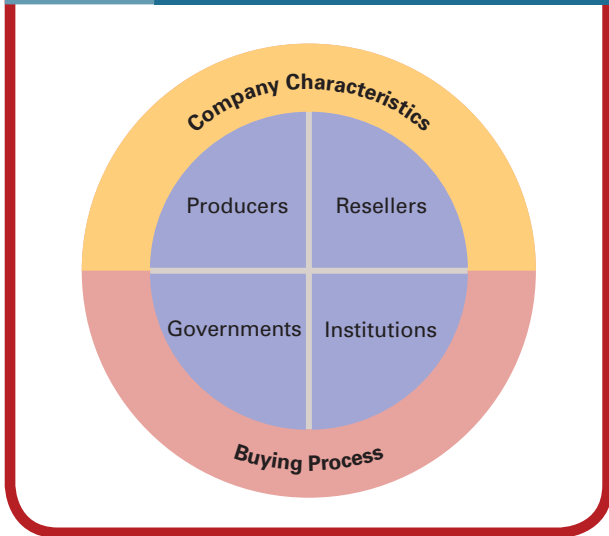 Company Characteristics
Producers
Resellers
Governments
Institutions
Buying Process